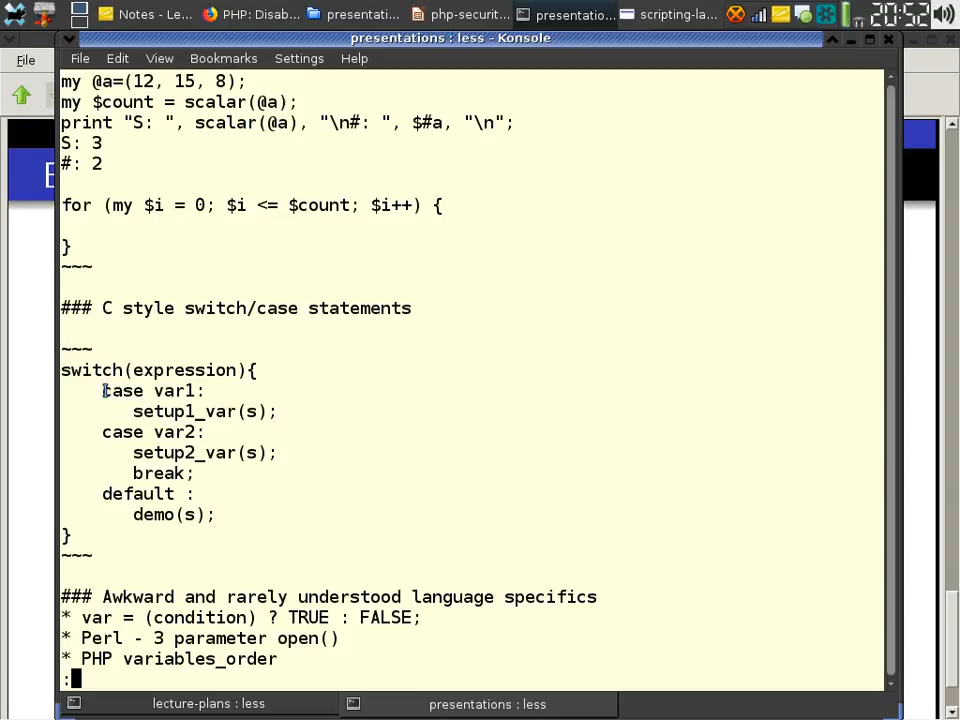 Notes - Le...
PHP: Disab...
presentati...
php-securit...
presentatio...
scripting-la...
20:52
presentations : less - Konsole
File
File Edit View Bookmarks Settings Help
my @a=(12, 15, 8);
my $count = scalar(@a);
print "S: ", scalar(@a), "\n#: ", $#a, "\n";
S: 3
#: 2
for (my $i = 0; $i <= $count; $i++) {
}
~~~
### C style switch/case statements
~~~
switch(expression){
    case var1:
       setup1_var(s);
    case var2:
       setup2_var(s);
       break;
    default :
       demo(s);
}
~~~
### Awkward and rarely understood language specifics
* var = (condition) ? TRUE : FALSE;
* Perl - 3 parameter open()
* PHP variables_order
:
lecture-plans : less
presentations : less